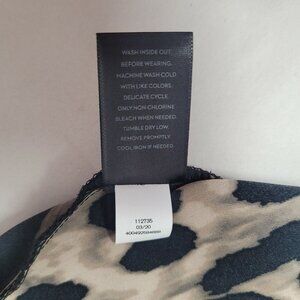 WASH INSIDE OUT
BEFORE WEARING.
MACHINE WASH COLD
WITH LIKE COLORS.
DELICATE CYCLE.
ONLY NON CHLORINE
BLEACH WHEN NEEDED.
TUMBLE DRY LOW.
REMOVE PROMPTLY.
COOL IRON IF NEEDED.
112735
03/20